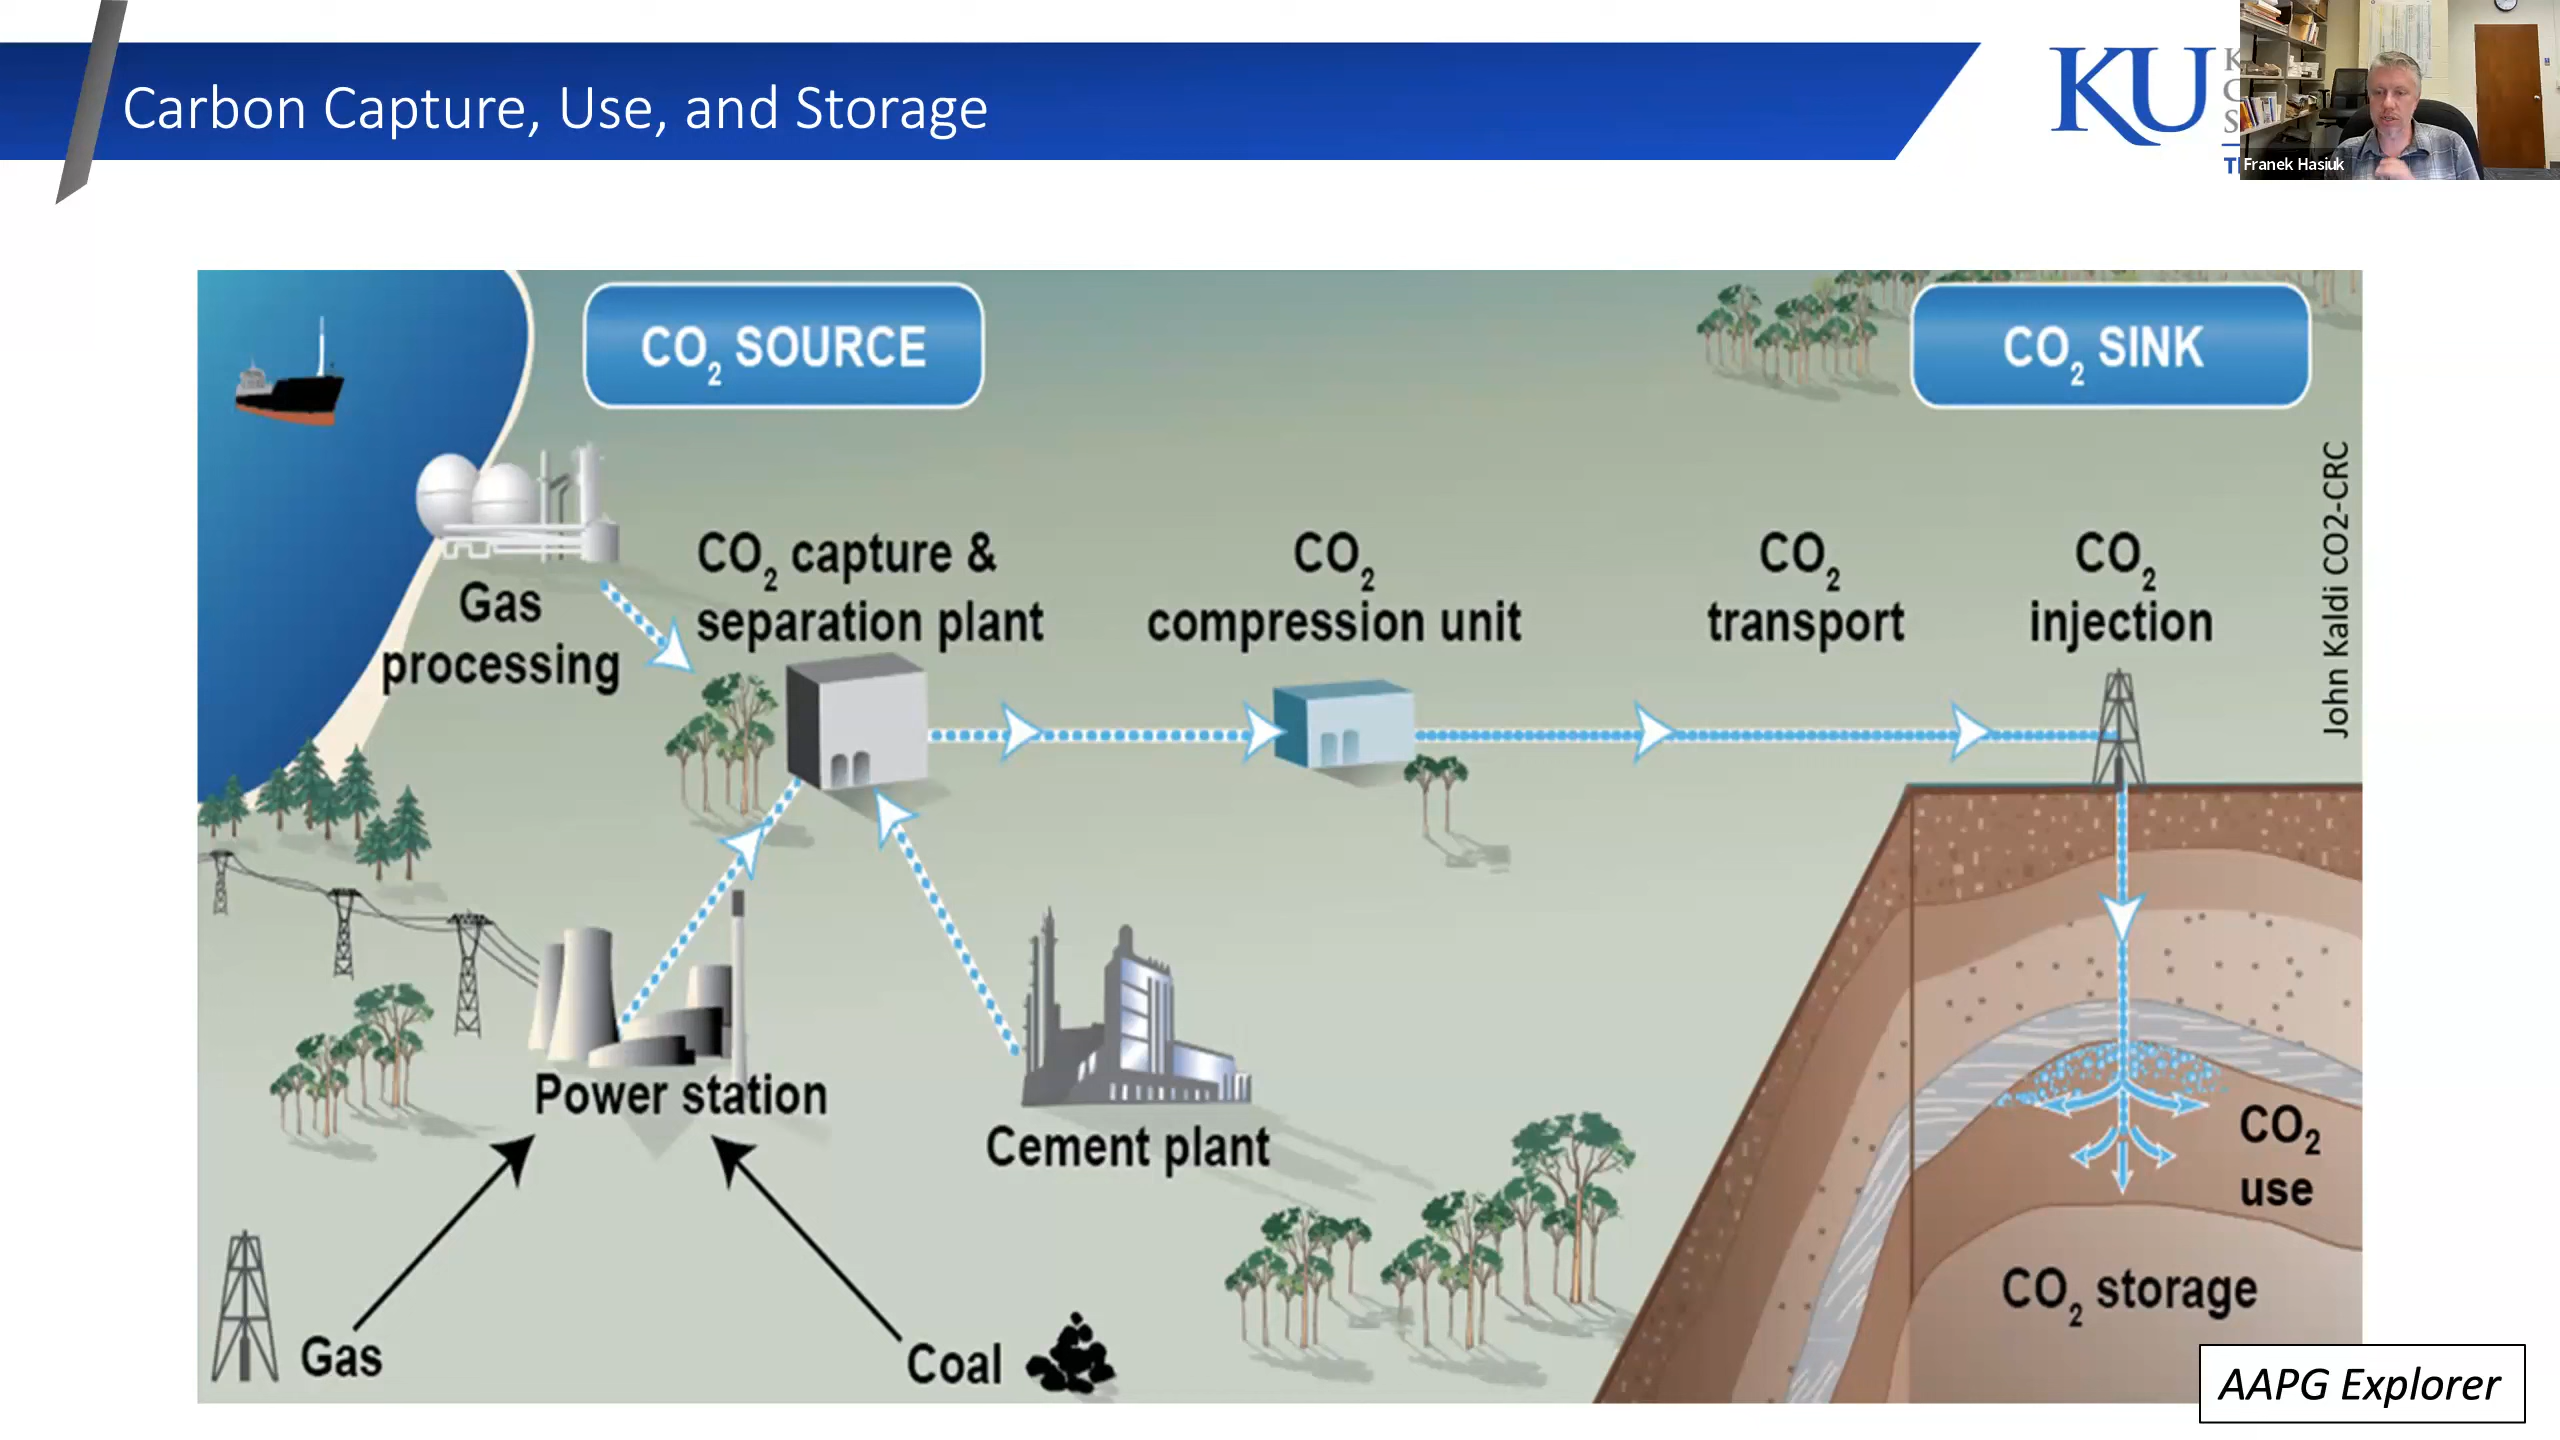 Carbon Capture, Use, and Storage
KU
Franek Hasiuk
CO₂ SOURCE
CO₂ SINK
John Kaldi CO2-CRC
CO₂ capture &
separation plant
CO₂
compression unit
CO₂
transport
CO₂
injection
Gas
processing
Power station
Cement plant
CO₂
use
CO₂ storage
Gas
Coal
AAPG Explorer